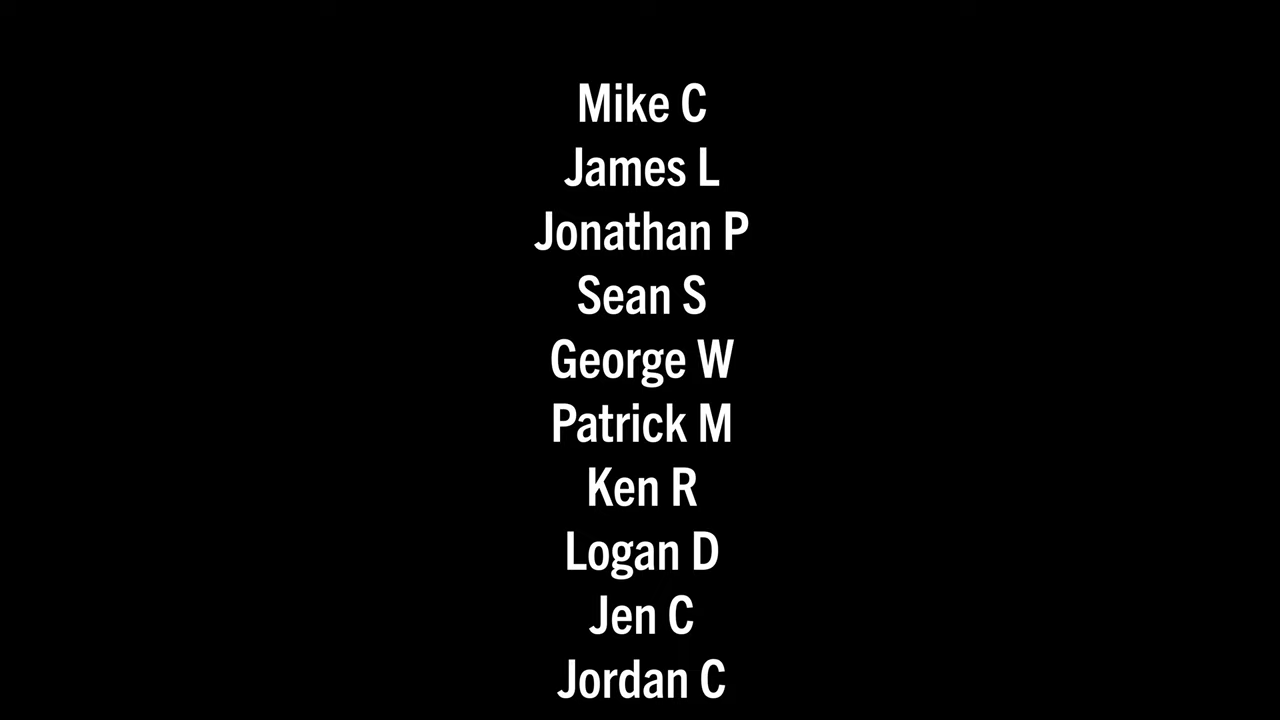 Mike C
James L
Jonathan P
Sean S
George W
Patrick M
Ken R
Logan D
Jen C
Jordan C